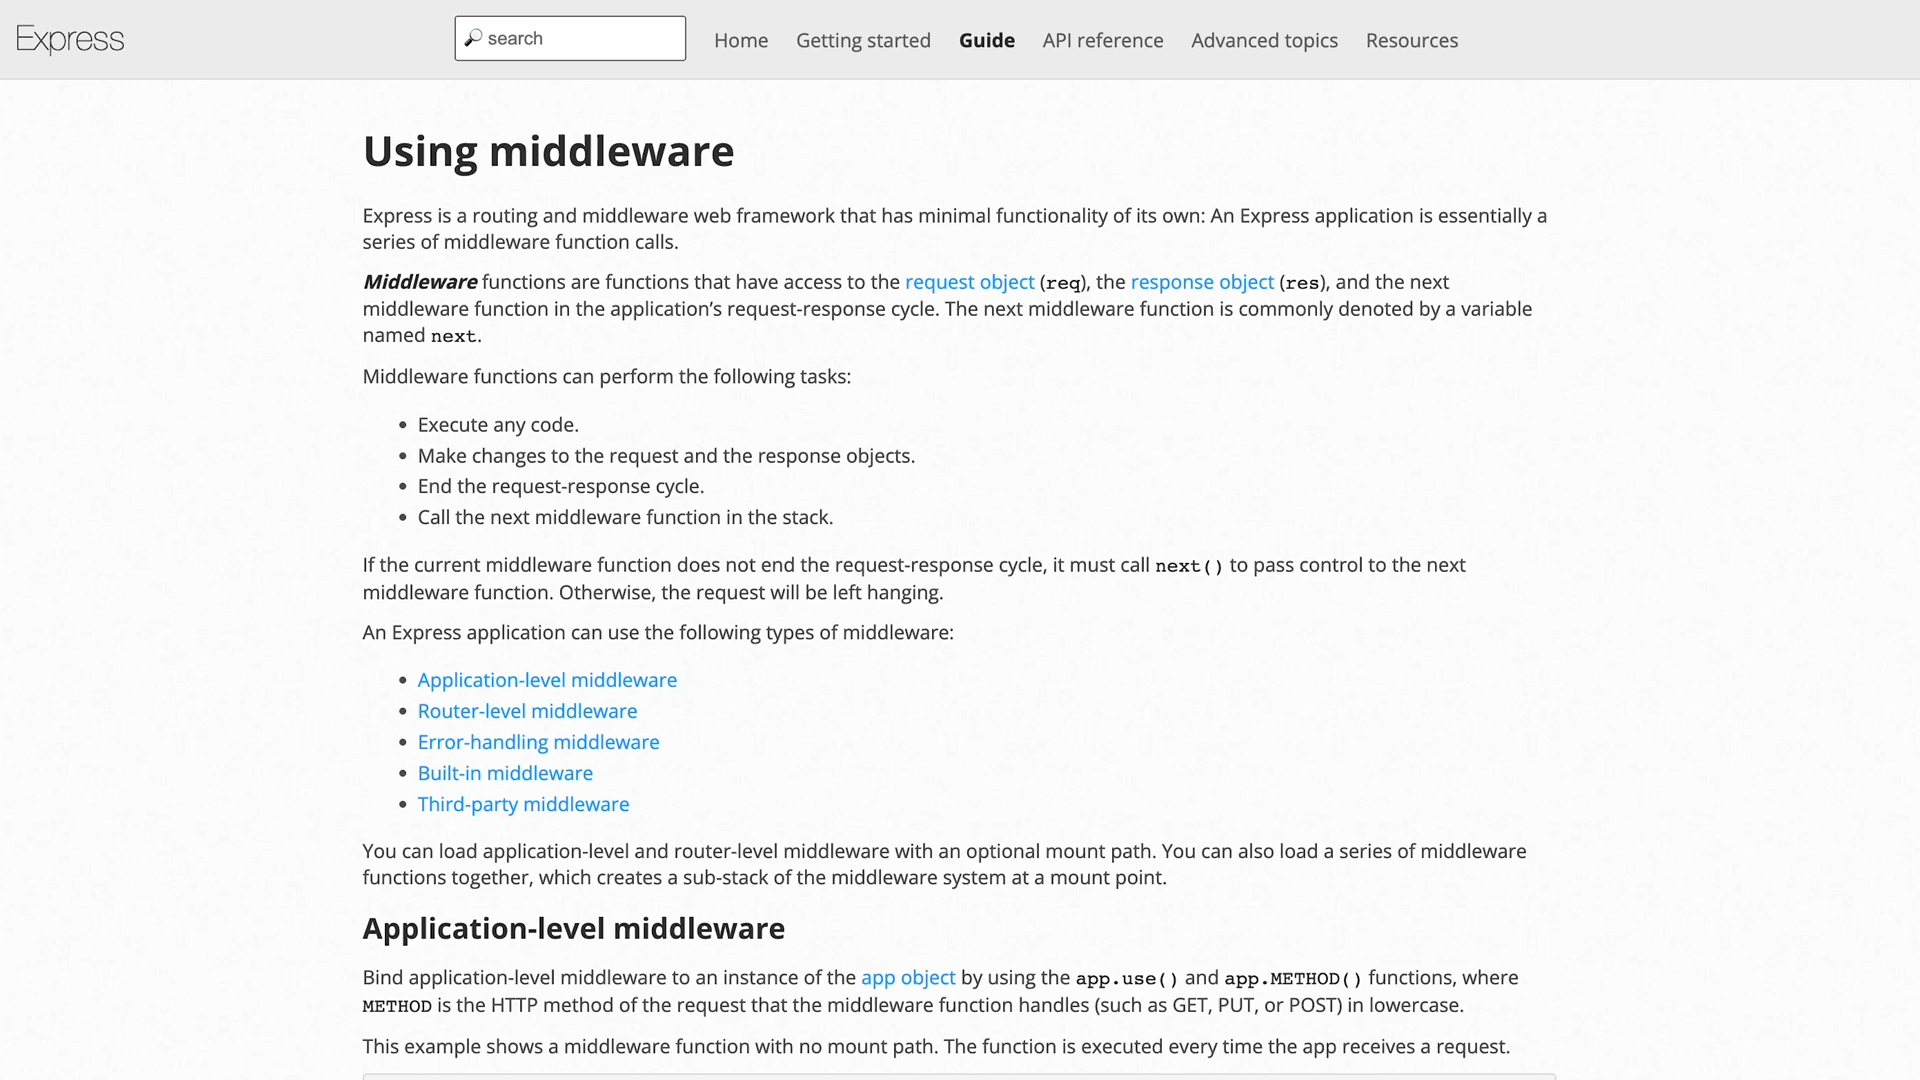 Express
search
Home
Getting started
Guide
API reference
Advanced topics
Resources
Using middleware
Express is a routing and middleware web framework that has minimal functionality of its own: An Express application is essentially a
series of middleware function calls.
Middleware functions are functions that have access to the request object (req), the response object (res), and the next
middleware function in the application’s request-response cycle. The next middleware function is commonly denoted by a variable
named next.
Middleware functions can perform the following tasks:
• Execute any code.
• Make changes to the request and the response objects.
• End the request-response cycle.
• Call the next middleware function in the stack.
If the current middleware function does not end the request-response cycle, it must call next() to pass control to the next
middleware function. Otherwise, the request will be left hanging.
An Express application can use the following types of middleware:
• Application-level middleware
• Router-level middleware
• Error-handling middleware
• Built-in middleware
• Third-party middleware
You can load application-level and router-level middleware with an optional mount path. You can also load a series of middleware
functions together, which creates a sub-stack of the middleware system at a mount point.
Application-level middleware
Bind application-level middleware to an instance of the app object by using the app.use() and app.METHOD() functions, where
METHOD is the HTTP method of the request that the middleware function handles (such as GET, PUT, or POST) in lowercase.
This example shows a middleware function with no mount path. The function is executed every time the app receives a request.